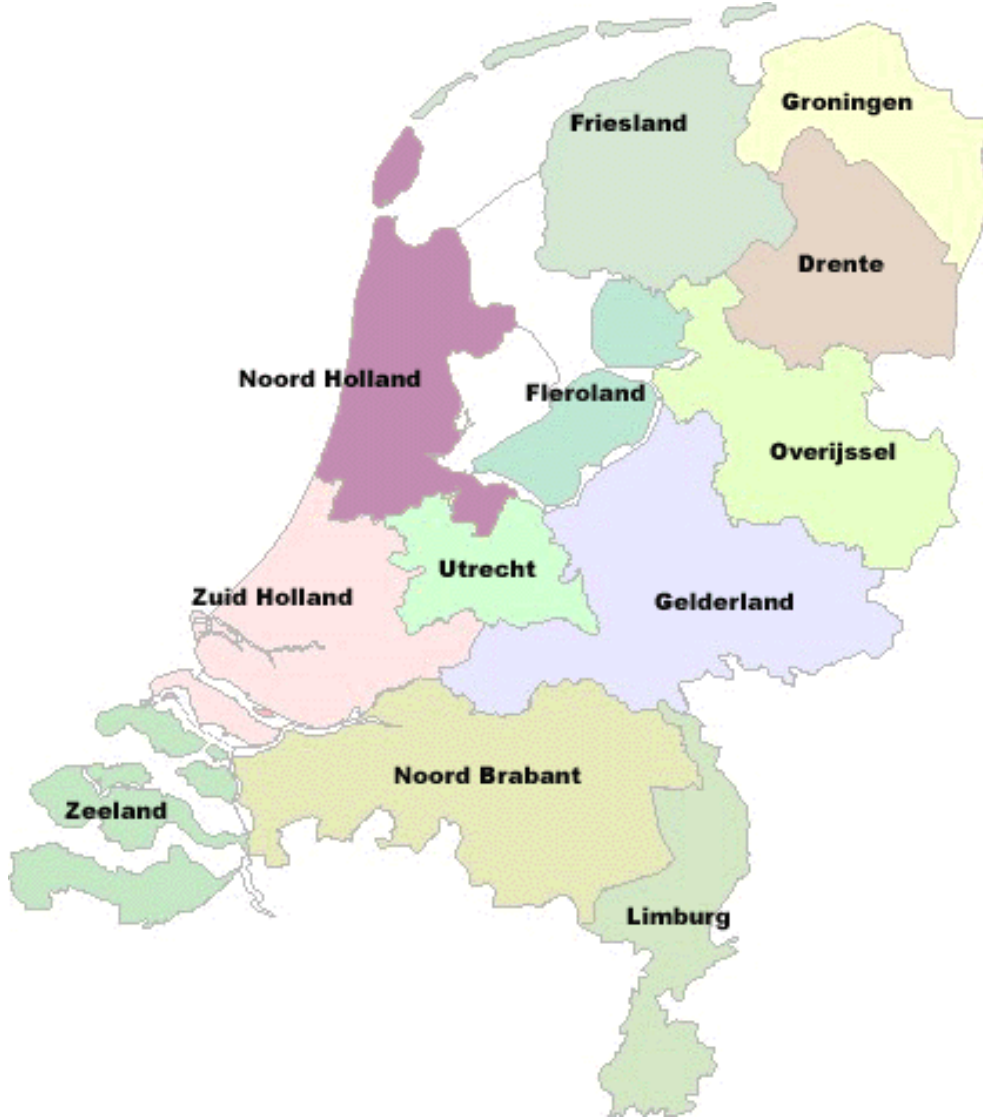 Groningen
Friesland
Drente
Noord Holland
Fleroland
Overijssel
Utrecht
Zuid Holland
Gelderland
Noord Brabant
Zeeland
Limburg